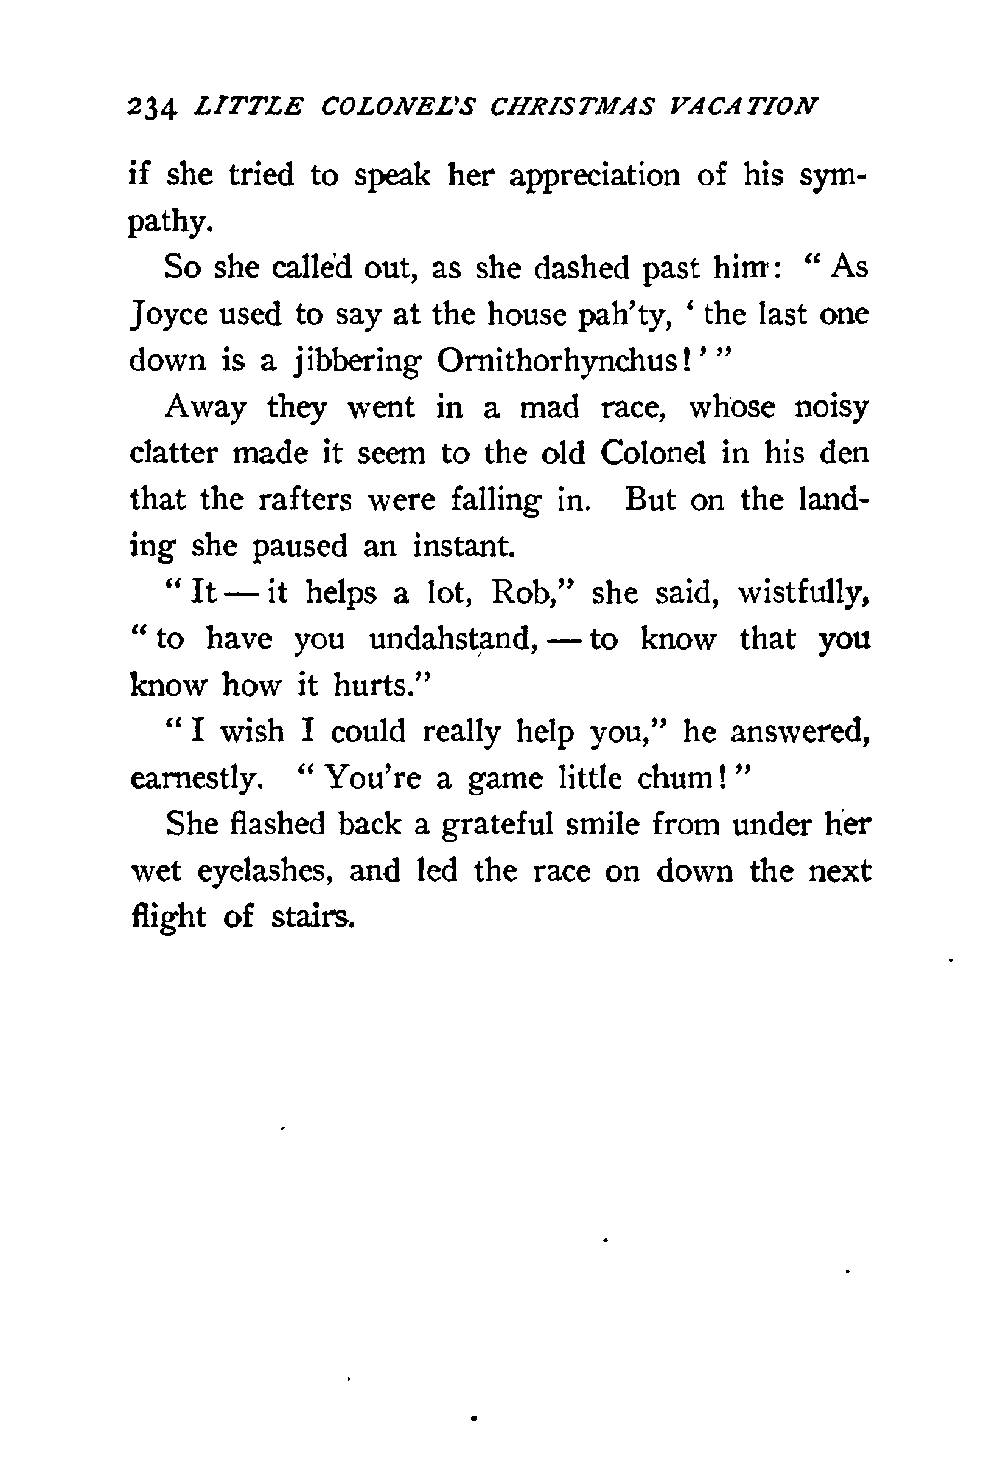 234 LITTLE COLONEL'S CHRISTMAS VACATION
if she tried to speak her appreciation of his sym-
pathy.
So she called out, as she dashed past him: “ As
Joyce used to say at the house pah’ty, ‘ the last one
down is a jibbering Ornithorhynchus! ’ ”
Away they went in a mad race, whose noisy
clatter made it seem to the old Colonel in his den
that the rafters were falling in. But on the land-
ing she paused an instant.
“ It — it helps a lot, Rob,” she said, wistfully,
“ to have you undahstand, — to know that you
know how it hurts.”
“ I wish I could really help you,” he answered,
earnestly. “ You’re a game little chum! ”
She flashed back a grateful smile from under her
wet eyelashes, and led the race on down the next
flight of stairs.